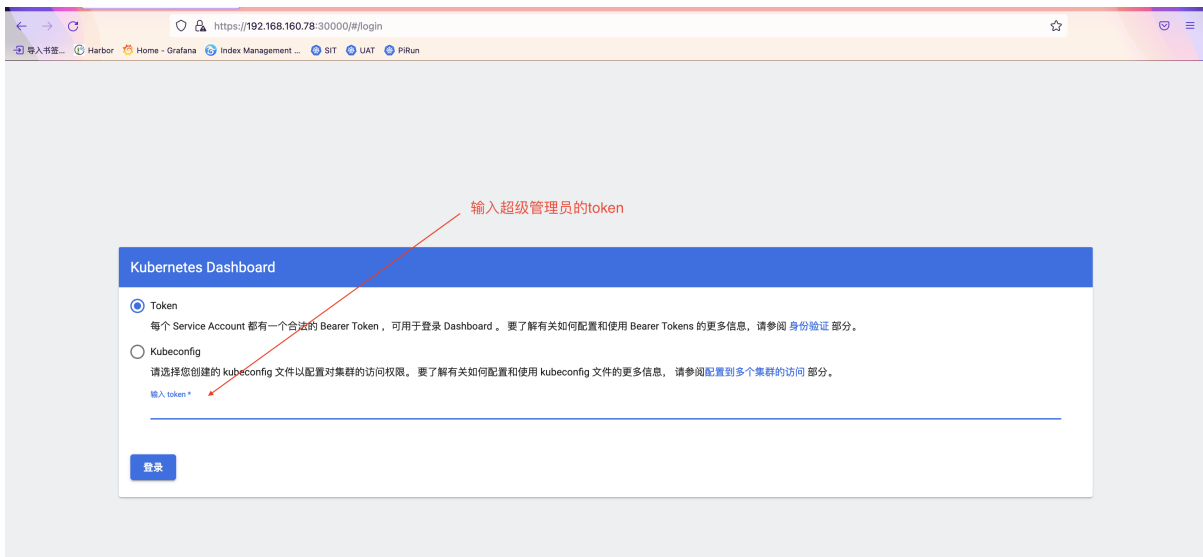 https://192.168.160.78:30000/#/login
导入书签... Harbor Home - Grafana Index Management ... SIT UAT PiRun
输入超级管理员的token
Kubernetes Dashboard
Token
每个 Service Account 都有一个合法的 Bearer Token ，可用于登录 Dashboard 。 要了解有关如何配置和使用 Bearer Tokens 的更多信息，请参阅 身份验证 部分。
Kubeconfig
请选择您创建的 kubeconfig 文件以配置对集群的访问权限。 要了解有关如何配置和使用 kubeconfig 文件的更多信息， 请参阅配置到多个集群的访问 部分。
输入 token *
登录